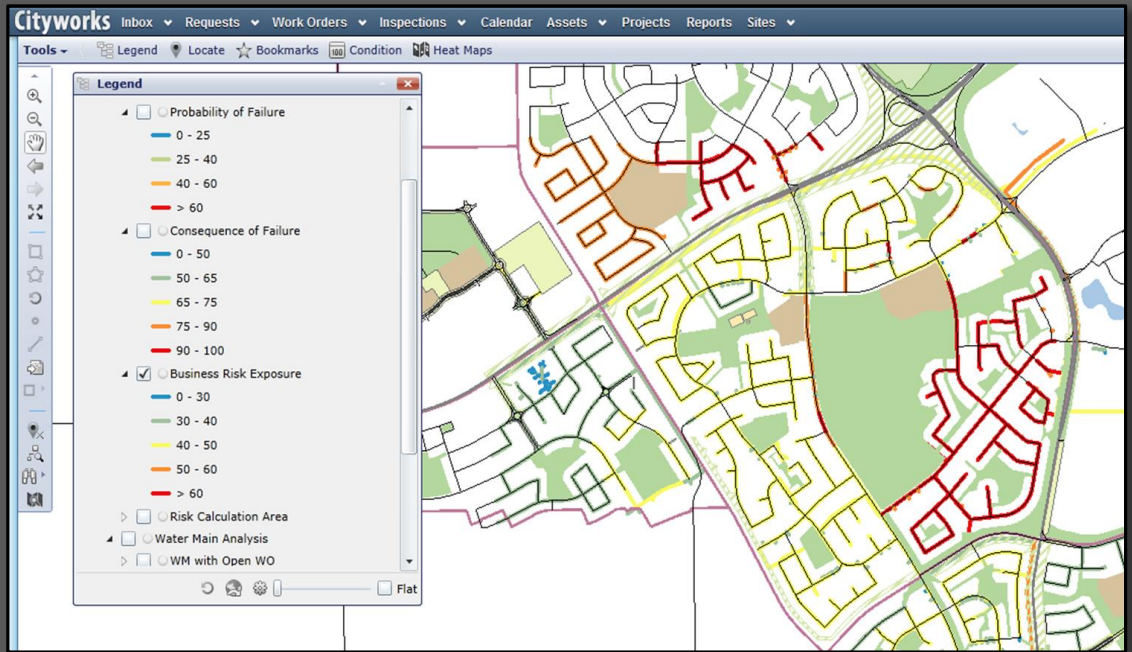 Cityworks Inbox Requests Work Orders Inspections Calendar Assets Projects Reports Sites
Tools Legend Locate Bookmarks 100 Condition Heat Maps
Legend
Probability of Failure
0 - 25
25 - 40
40 - 60
> 60
Consequence of Failure
0 - 50
50 - 65
65 - 75
75 - 90
90 - 100
Business Risk Exposure
0 - 30
30 - 40
40 - 50
50 - 60
> 60
Risk Calculation Area
Water Main Analysis
WM with Open WO
Flat